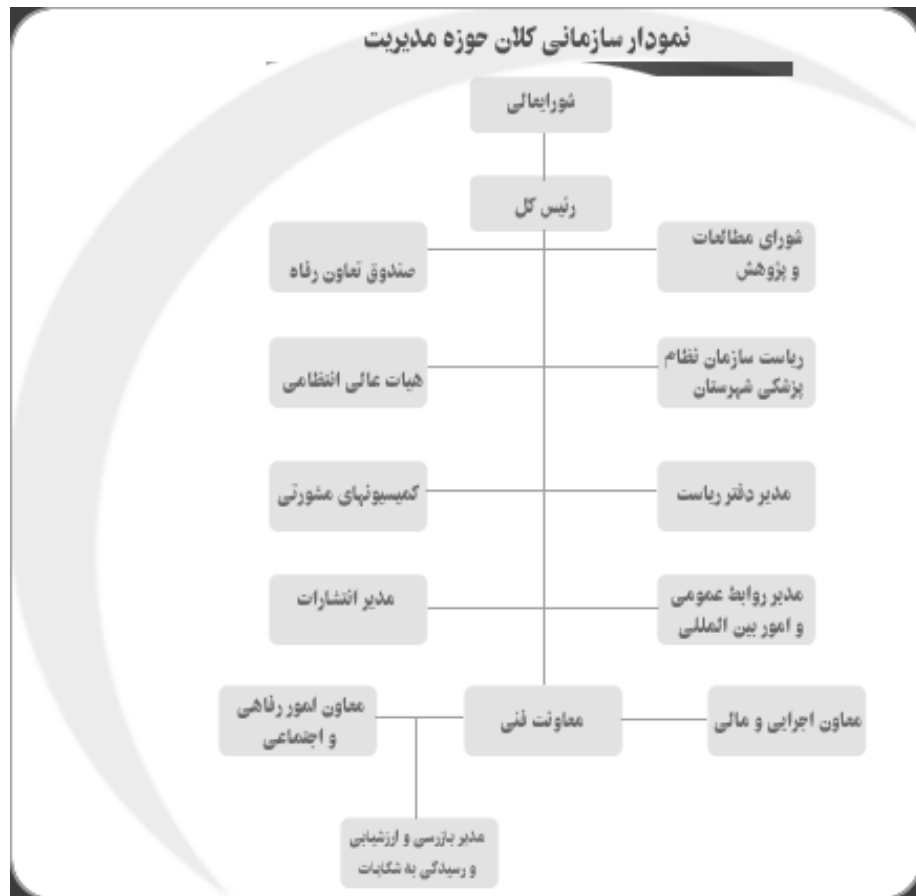 نمودار سازمانی کلان حوزه مدیریت
شورایعالی
رئیس کل
شورای مطالعات
و پژوهش
صندوق تعاون رفاه
ریاست سازمان نظام
پزشکی شهرستان
هیات عالی انتظامی
مدیر دفتر ریاست
کمیسیونهای مشورتی
مدیر روابط عمومی
و امور بین المللی
مدیر انتشارات
معاون اجرایی و مالی
معاونت فنی
معاون امور رفاهی
و اجتماعی
مدیر بازرسی و ارزشیابی
و رسیدگی به شکایات